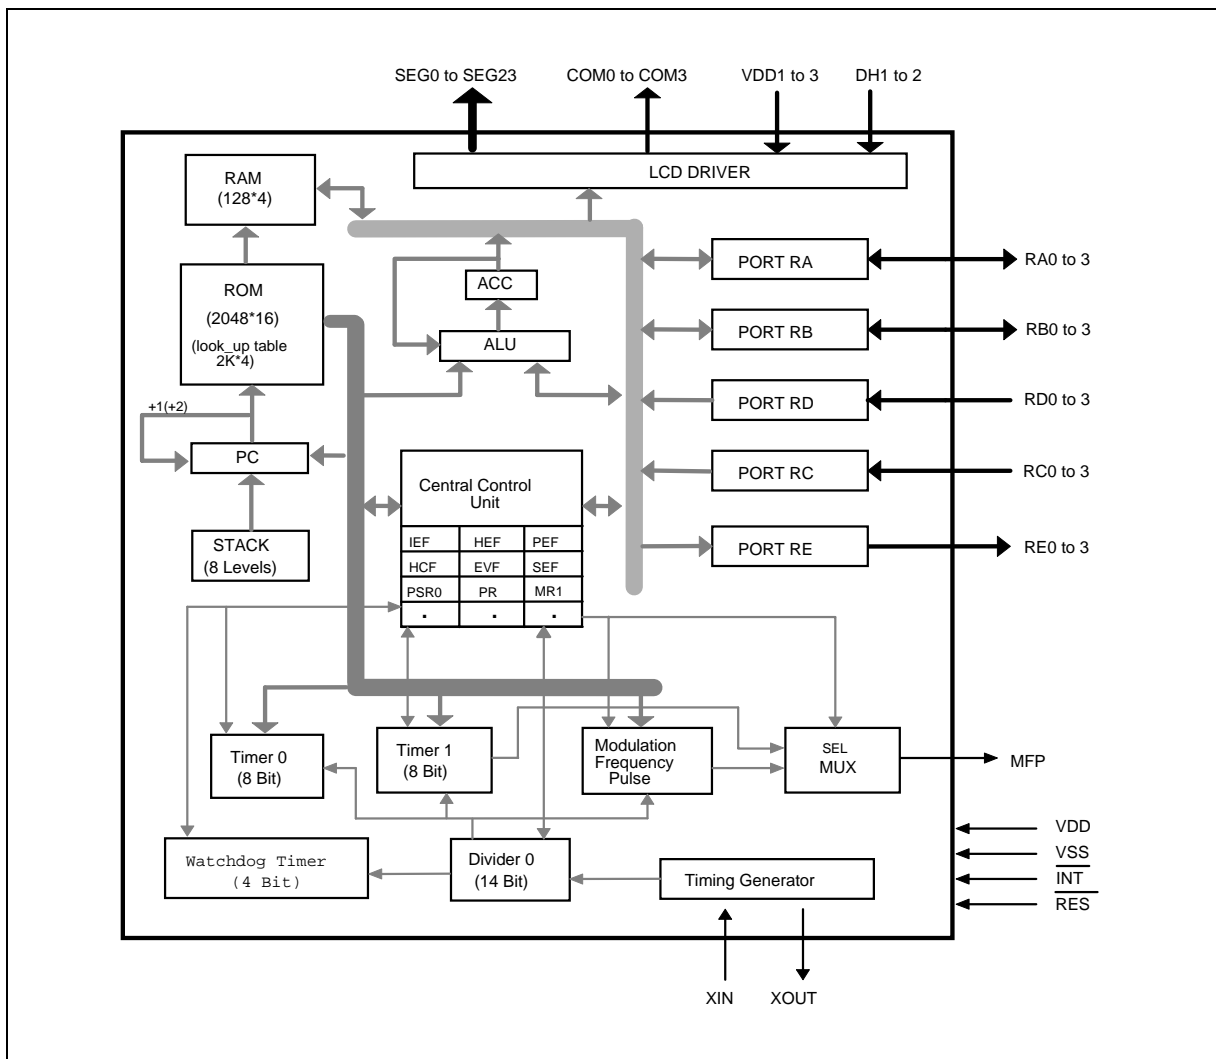 SEG0 to SEG23
COM0 to COM3
VDD1 to 3
DH1 to 2
LCD DRIVER
RAM
(128*4)
ROM
(2048*16)
(look_up table
2K*4)
ACC
ALU
PORT RA
RA0 to 3
PORT RB
RB0 to 3
PORT RD
RD0 to 3
PORT RC
RC0 to 3
PORT RE
RE0 to 3
+1(+2)
PC
STACK
(8 Levels)
Central Control
Unit
IEF HEF PEF
HCF EVF SEF
PSR0 PR MR1
. . .
Timer 0
(8 Bit)
Timer 1
(8 Bit)
Modulation
Frequency
Pulse
SEL
MUX
MFP
VDD
VSS
INT
RES
Watchdog Timer
(4 Bit)
Divider 0
(14 Bit)
Timing Generator
XIN
XOUT